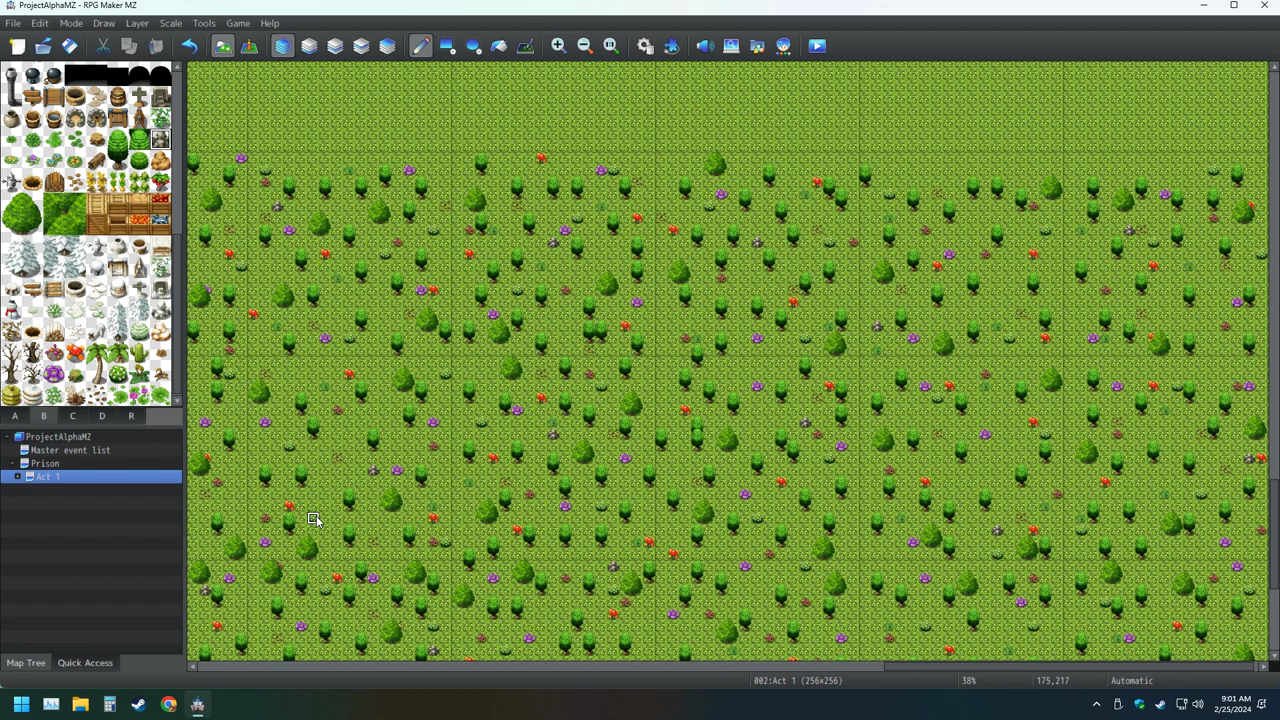 ProjectAlphaMZ - RPG Maker MZ
File Edit Mode Draw Layer Scale Tools Game Help
A B C D R
ProjectAlphaMZ
Master event list
Prison
Act 1
Map Tree Quick Access
002:Act 1 (256x256) 38% 175,217 Automatic
9:01 AM
2/25/2024